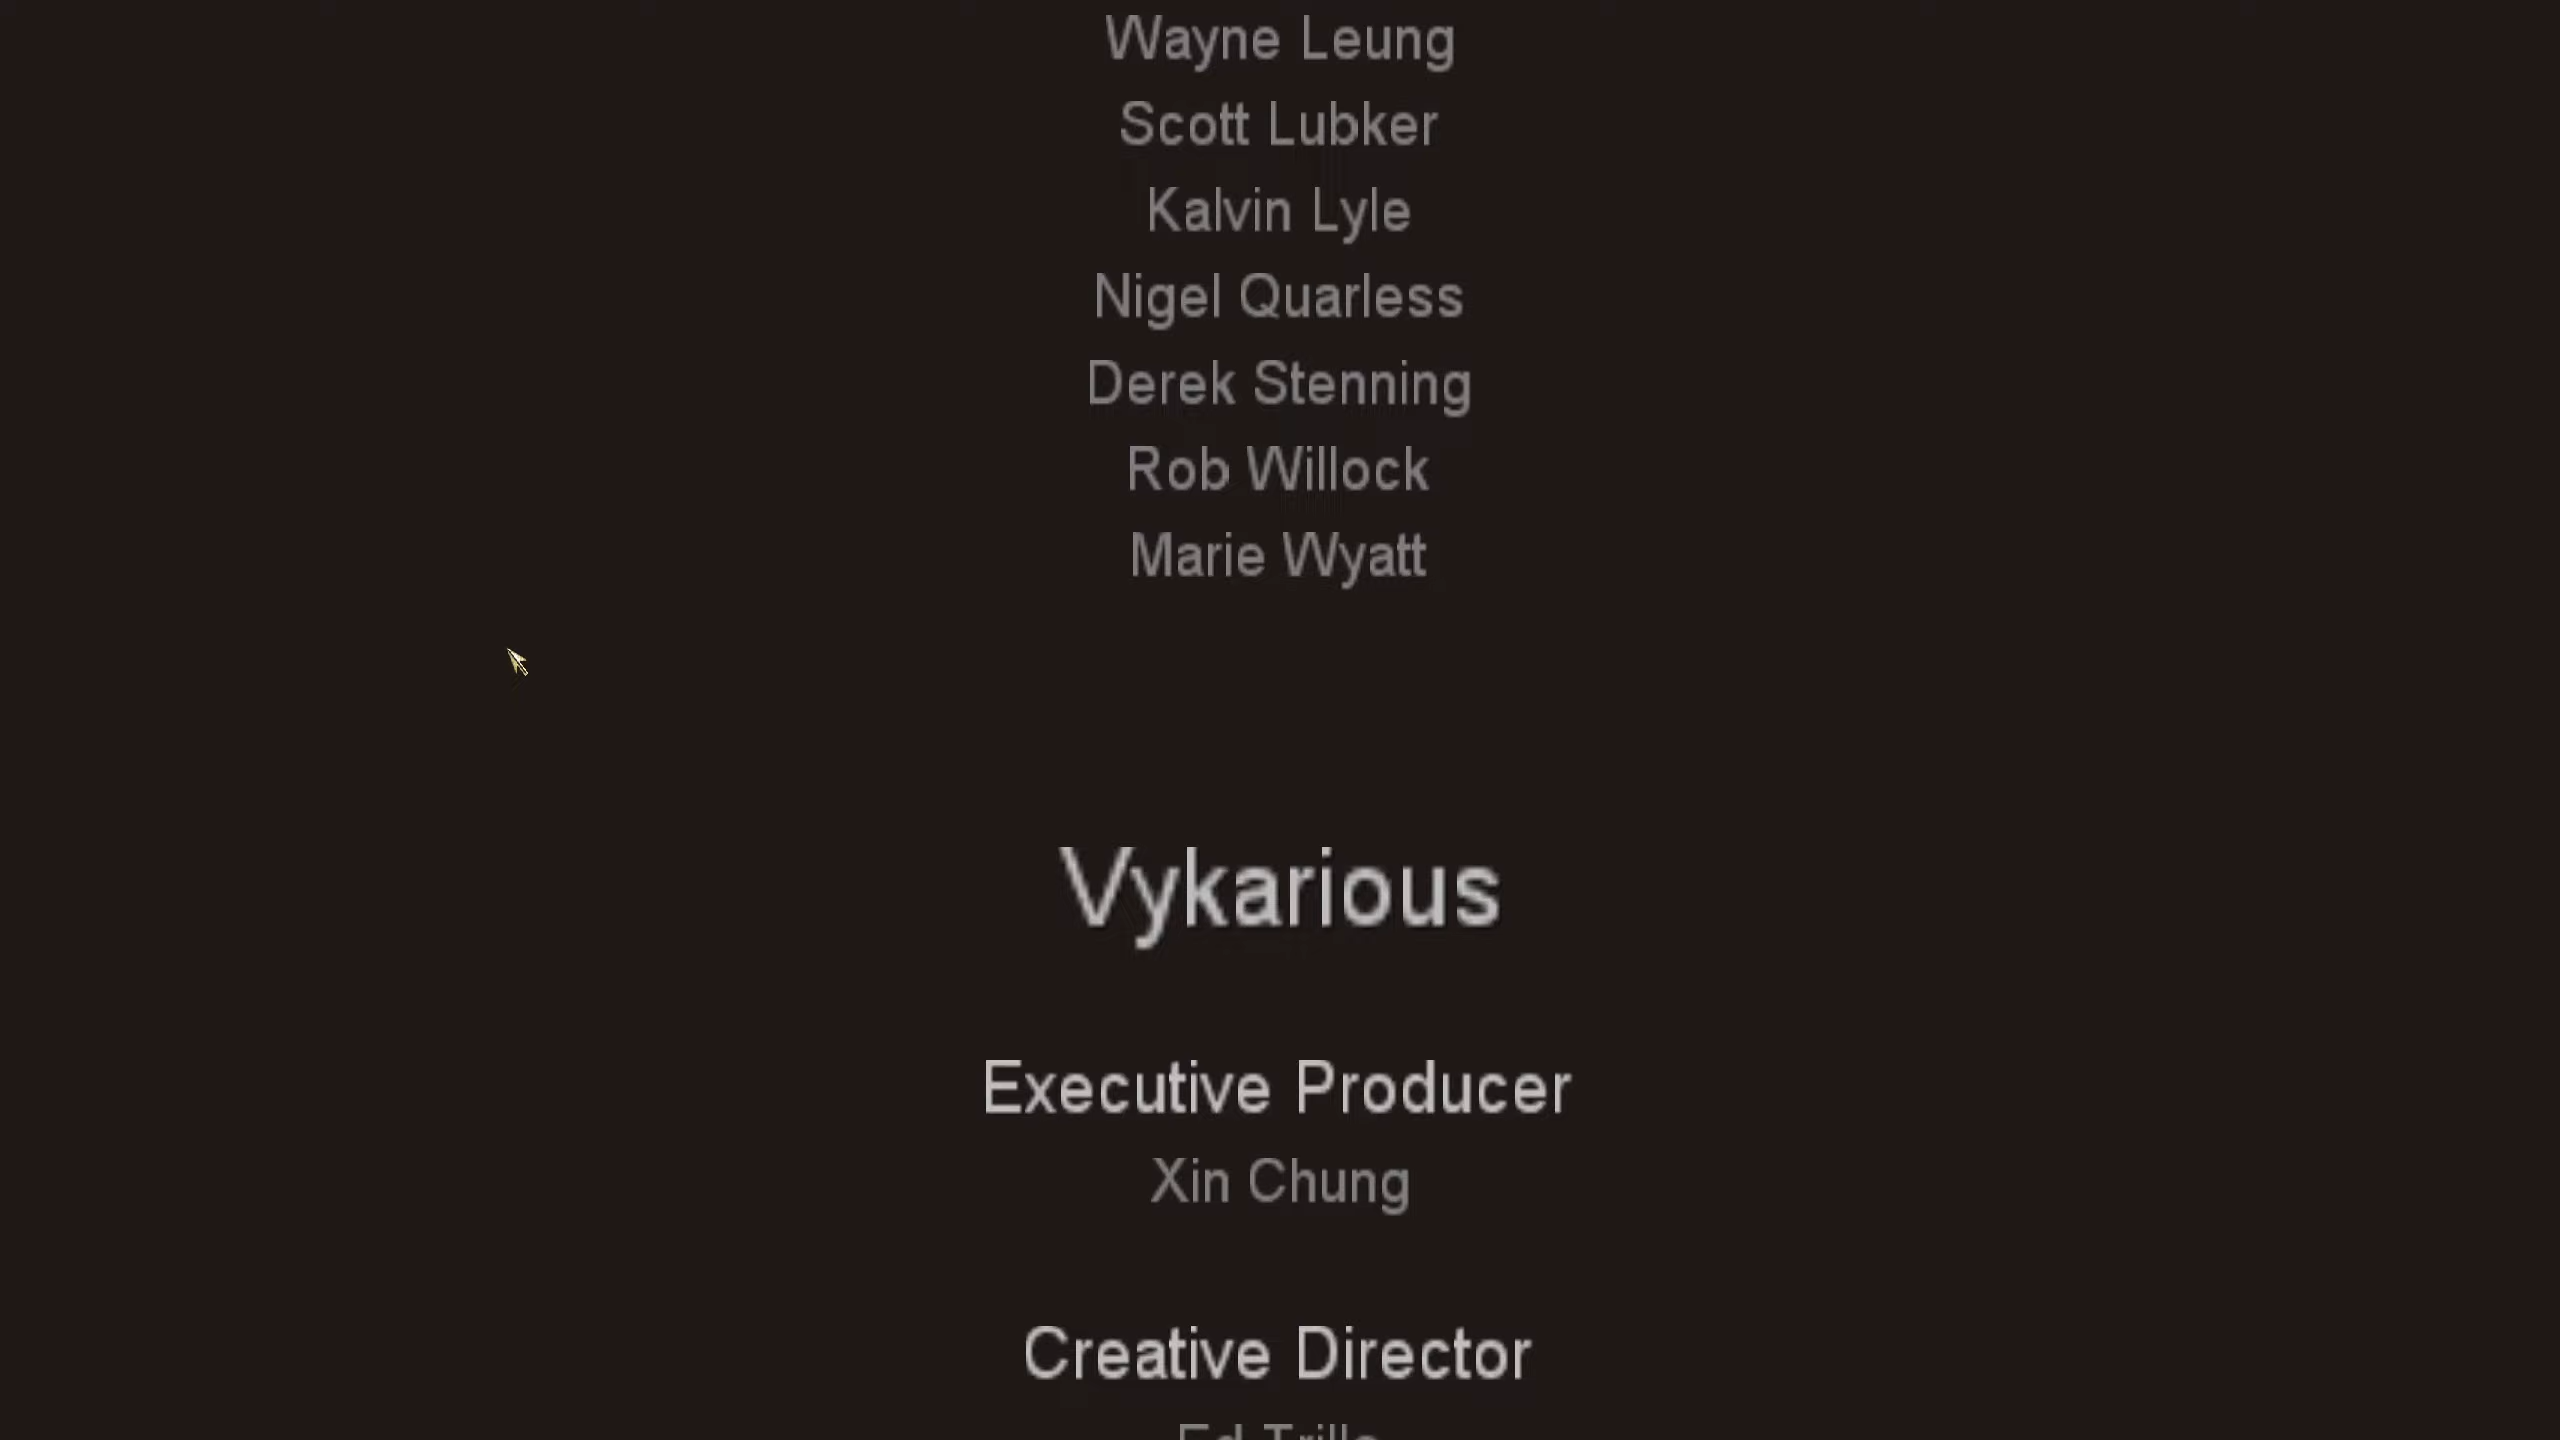 Wayne Leung
Scott Lubker
Kalvin Lyle
Nigel Quarless
Derek Stenning
Rob Willock
Marie Wyatt
Vykarious
Executive Producer
Xin Chung
Creative Director
Ed